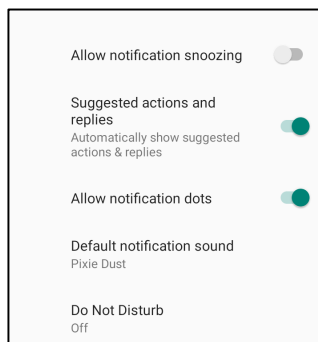 Allow notification snoozing
Suggested actions and
replies
Automatically show suggested
actions & replies
Allow notification dots
Default notification sound
Pixie Dust
Do Not Disturb
Off